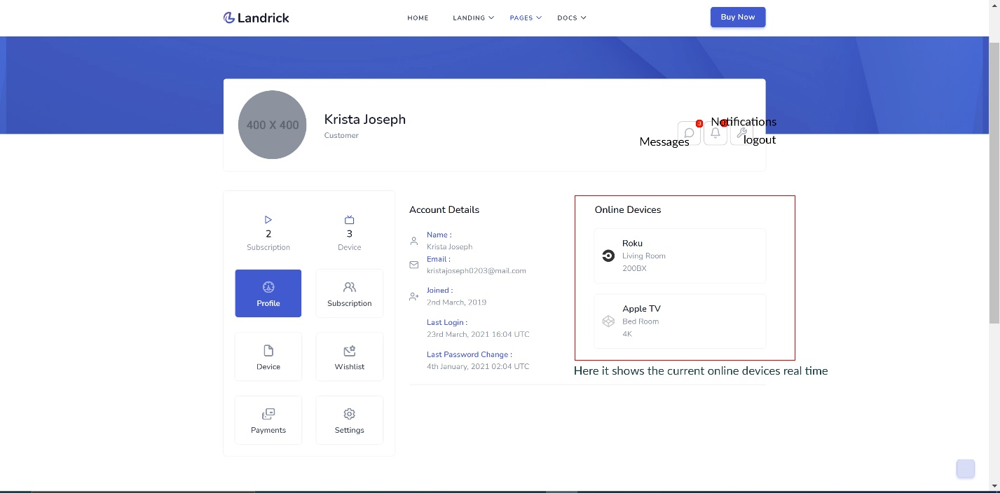 Landrick
HOME LANDING PAGES DOCS
Buy Now
400 X 400
Krista Joseph
Customer
3
Notifications
Messages
logout
2
Subscription
3
Device
Profile
Subscription
Device
Wishlist
Payments
Settings
Account Details
Name :
Krista Joseph
Email :
kristajoseph0203@mail.com
Joined :
2nd March, 2019
Last Login :
23rd March, 2021 16:04 UTC
Last Password Change :
4th January, 2021 02:04 UTC
Online Devices
Roku
Living Room
200BX
Apple TV
Bed Room
4K
Here it shows the current online devices real time